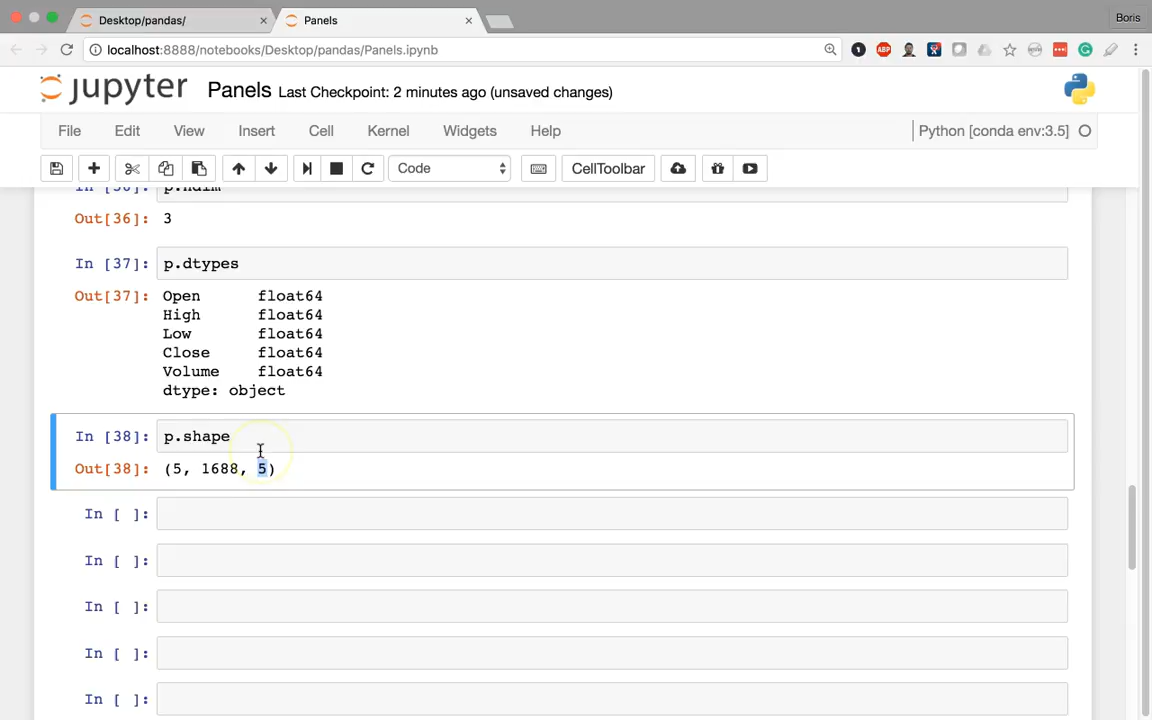 Desktop/pandas/
Panels
Boris
localhost:8888/notebooks/Desktop/pandas/Panels.ipynb
jupyter Panels Last Checkpoint: 2 minutes ago (unsaved changes)
File Edit View Insert Cell Kernel Widgets Help Python [conda env:3.5]
Code CellToolbar
In [36]: p.ndim
Out[36]: 3
In [37]: p.dtypes
Out[37]: Open float64
High float64
Low float64
Close float64
Volume float64
dtype: object
In [38]: p.shape
Out[38]: (5, 1688, 5)
In [ ]:
In [ ]:
In [ ]:
In [ ]:
In [ ]: